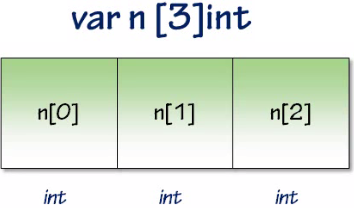 var n [3]int
n[0] n[1] n[2]
int int int